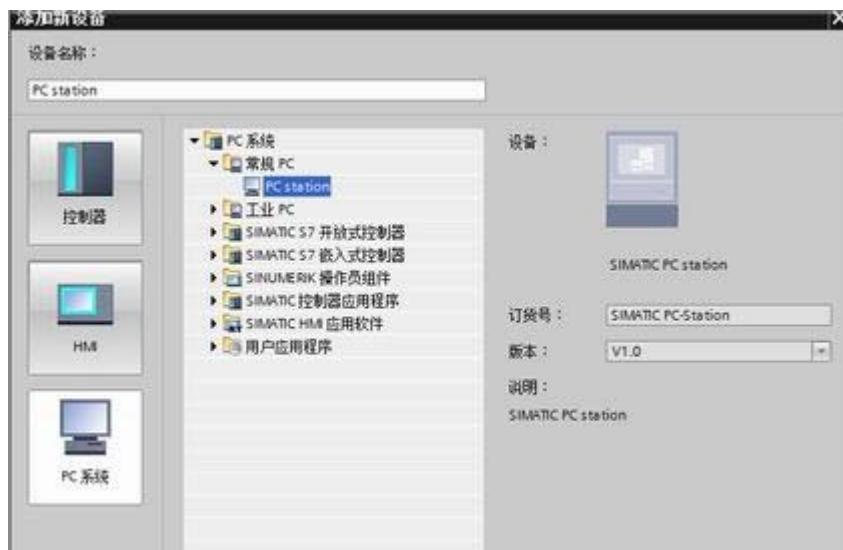 添加新设备
设备名称：
PC station
控制器
HMI
PC 系统
PC 系统
常规 PC
PC station
工业 PC
SIMATIC S7 开放式控制器
SIMATIC S7 嵌入式控制器
SINUMERIK 操作员组件
SIMATIC 控制器应用程序
SIMATIC HMI 应用软件
用户应用程序
设备：
SIMATIC PC station
订货号：
SIMATIC PC-Station
版本：
V1.0
说明：
SIMATIC PC station